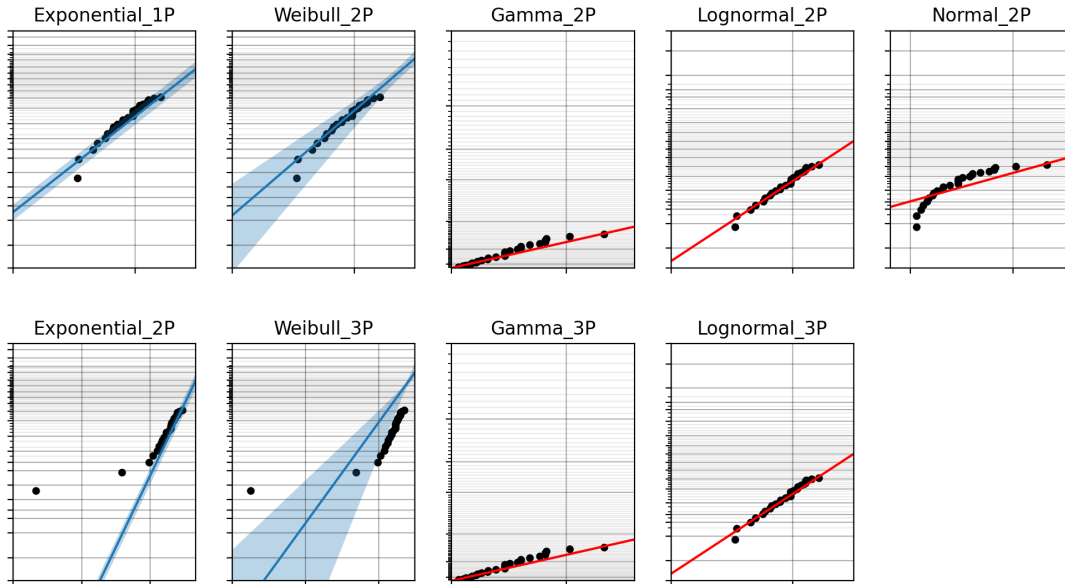 Exponential_1P
Weibull_2P
Gamma_2P
Lognormal_2P
Normal_2P
Exponential_2P
Weibull_3P
Gamma_3P
Lognormal_3P